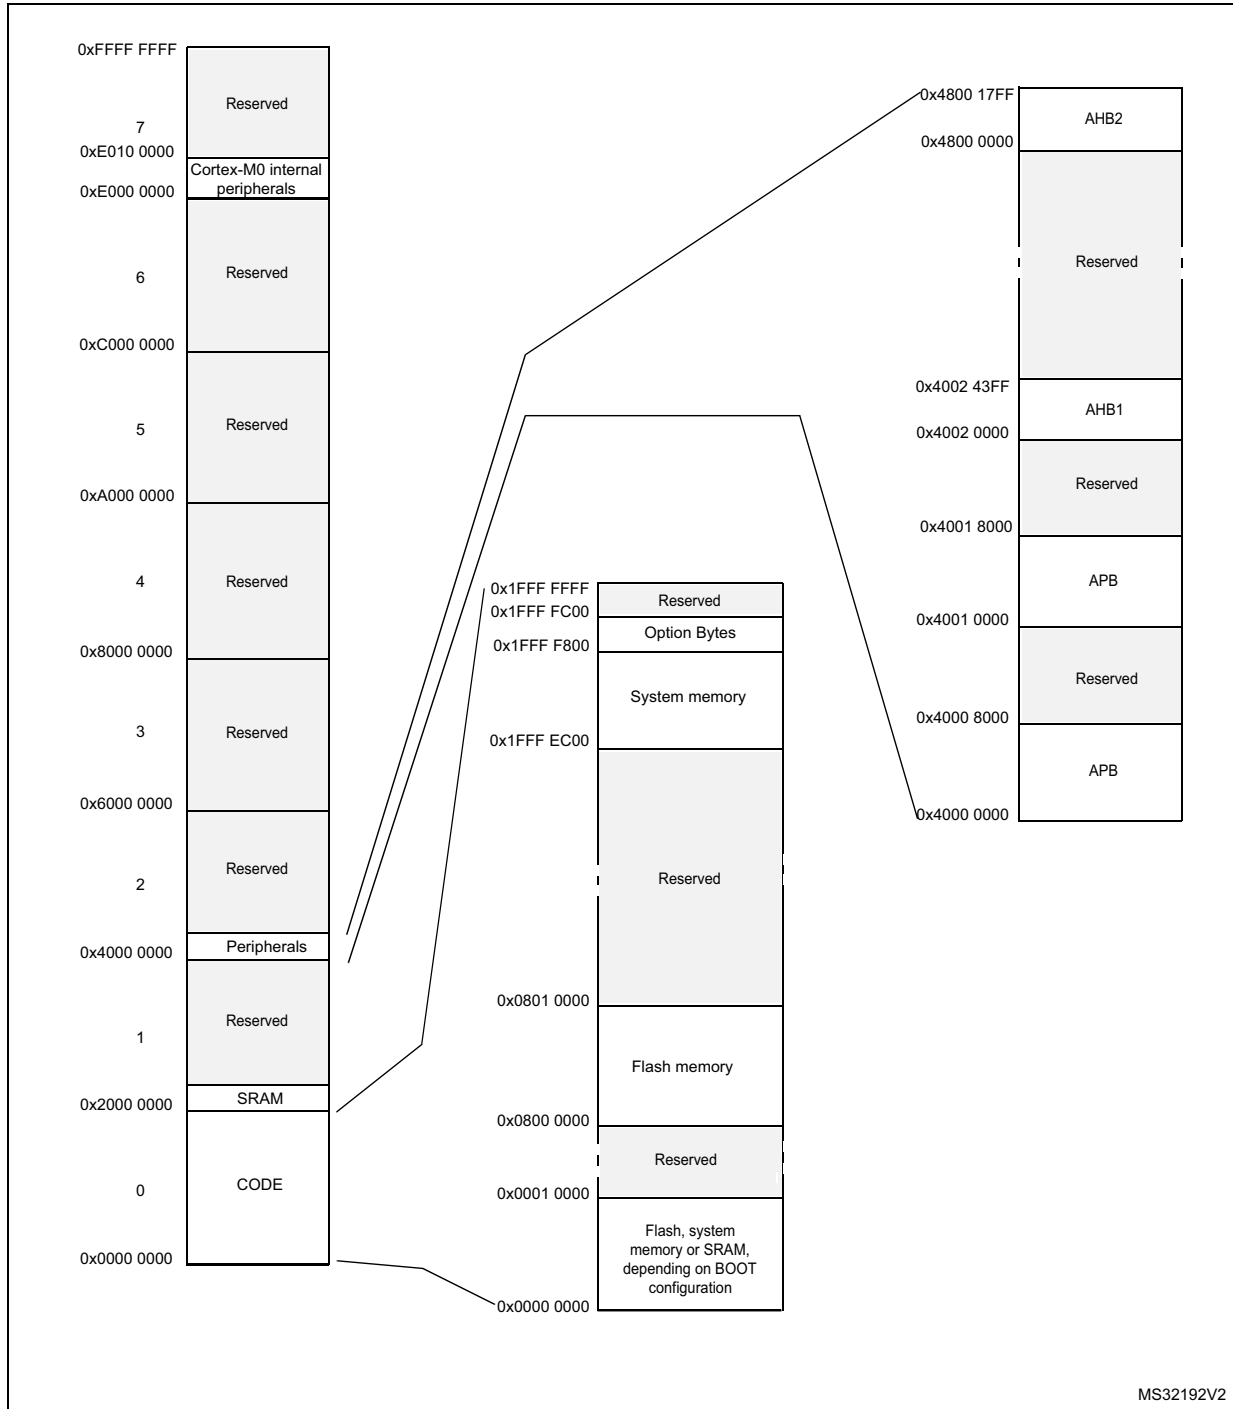 0xFFFF FFFF
Reserved
7
0xE010 0000
Cortex-M0 internal
peripherals
0xE000 0000
Reserved
6
0xC000 0000
Reserved
5
0xA000 0000
Reserved
4
0x8000 0000
Reserved
3
0x6000 0000
Reserved
2
Peripherals
0x4000 0000
Reserved
1
SRAM
0x2000 0000
CODE
0
0x0000 0000
0x1FFF FFFF
Reserved
0x1FFF FC00
Option Bytes
0x1FFF F800
System memory
0x1FFF EC00
Reserved
0x0801 0000
Flash memory
0x0800 0000
Reserved
0x0001 0000
Flash, system
memory or SRAM,
depending on BOOT
configuration
0x0000 0000
0x4800 17FF
AHB2
0x4800 0000
Reserved
0x4002 43FF
AHB1
0x4002 0000
Reserved
0x4001 8000
APB
0x4001 0000
Reserved
0x4000 8000
APB
0x4000 0000
MS32192V2